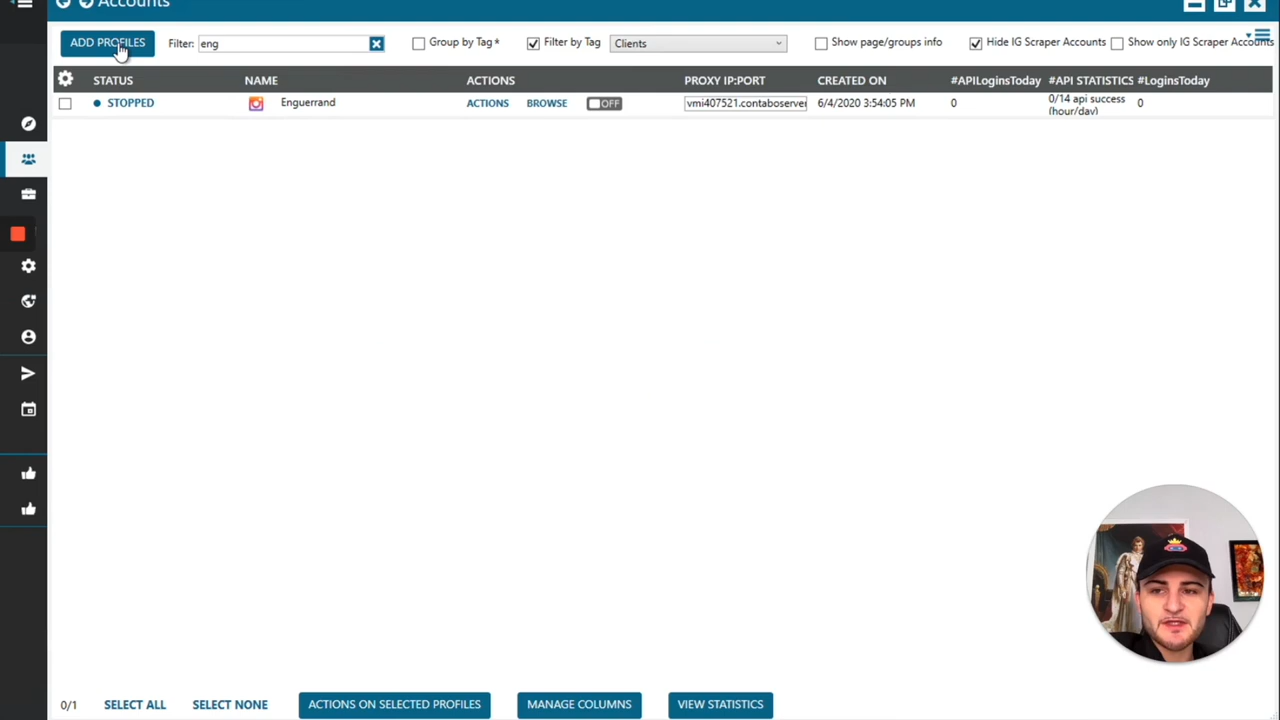 Accounts
ADD PROFILES Filter: eng Group by Tag * Filter by Tag Clients Show page/groups info Hide IG Scraper Accounts Show only IG Scraper Accounts
STATUS NAME ACTIONS PROXY IP:PORT CREATED ON #APILoginsToday #API STATISTICS #LoginsToday
STOPPED Enguerrand ACTIONS BROWSE OFF vmi407521.contaboserver 6/4/2020 3:54:05 PM 0 0/14 api success 0
(hour/day)
0/1 SELECT ALL SELECT NONE ACTIONS ON SELECTED PROFILES MANAGE COLUMNS VIEW STATISTICS